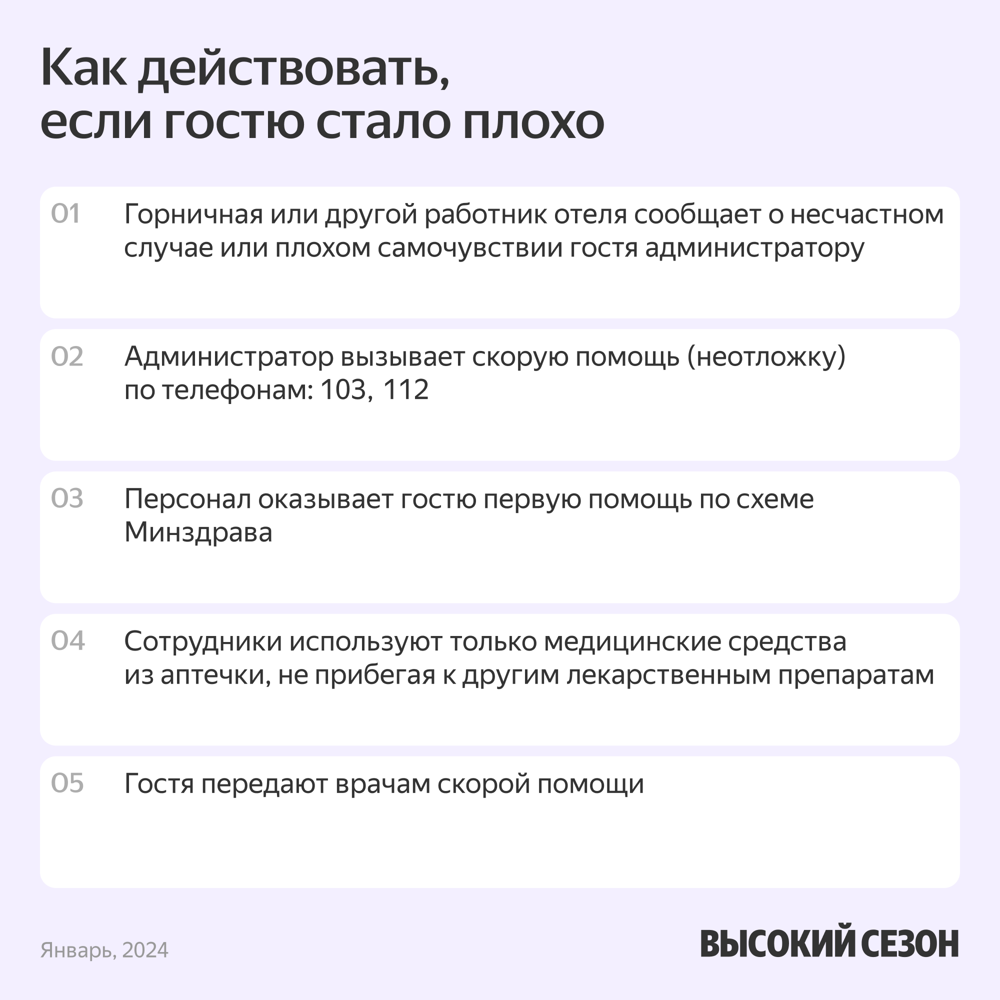 Как действовать,
если гостю стало плохо
01
Горничная или другой работник отеля сообщает о несчастном
случае или плохом самочувствии гостя администратору
02
Администратор вызывает скорую помощь (неотложку)
по телефонам: 103, 112
03
Персонал оказывает гостю первую помощь по схеме
Минздрава
04
Сотрудники используют только медицинские средства
из аптечки, не прибегая к другим лекарственным препаратам
05
Гостя передают врачам скорой помощи
Январь, 2024
ВЫСОКИЙ СЕЗОН